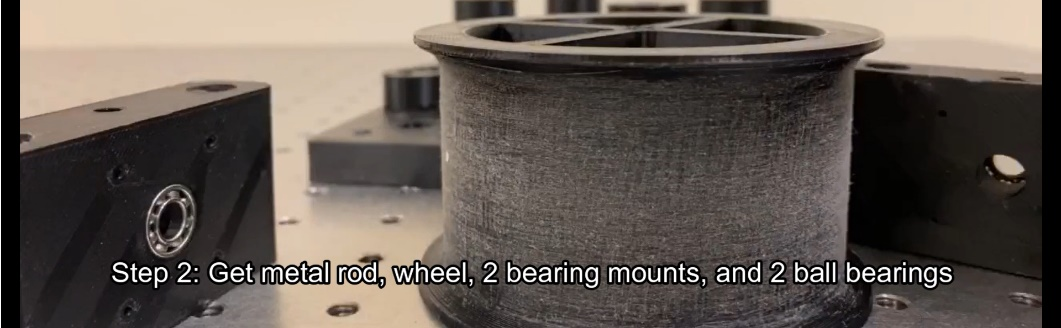 Step 2: Get metal rod, wheel, 2 bearing mounts, and 2 ball bearings